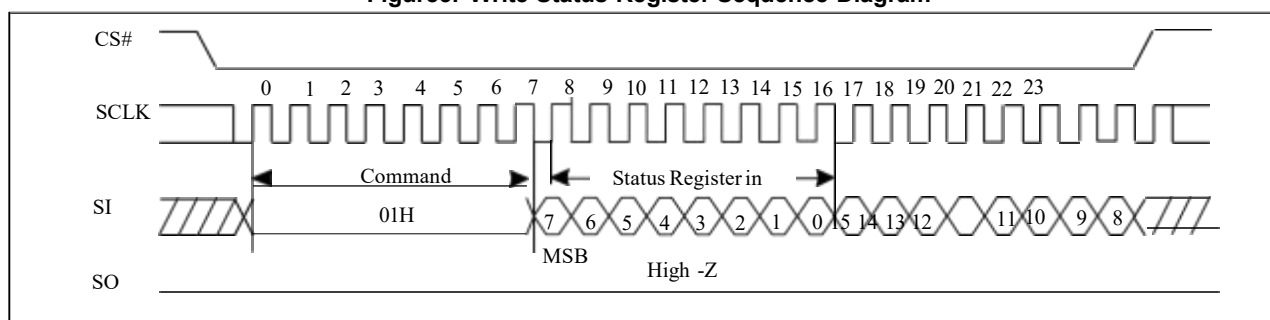 Figure8. Write Status Register Sequence Diagram
CS#
0 1 2 3 4 5 6 7 8 9 10 11 12 13 14 15 16 17 18 19 20 21 22 23
SCLK
Command Status Register in
SI 01H 7 6 5 4 3 2 1 0 15 14 13 12 11 10 9 8
MSB
High -Z
SO